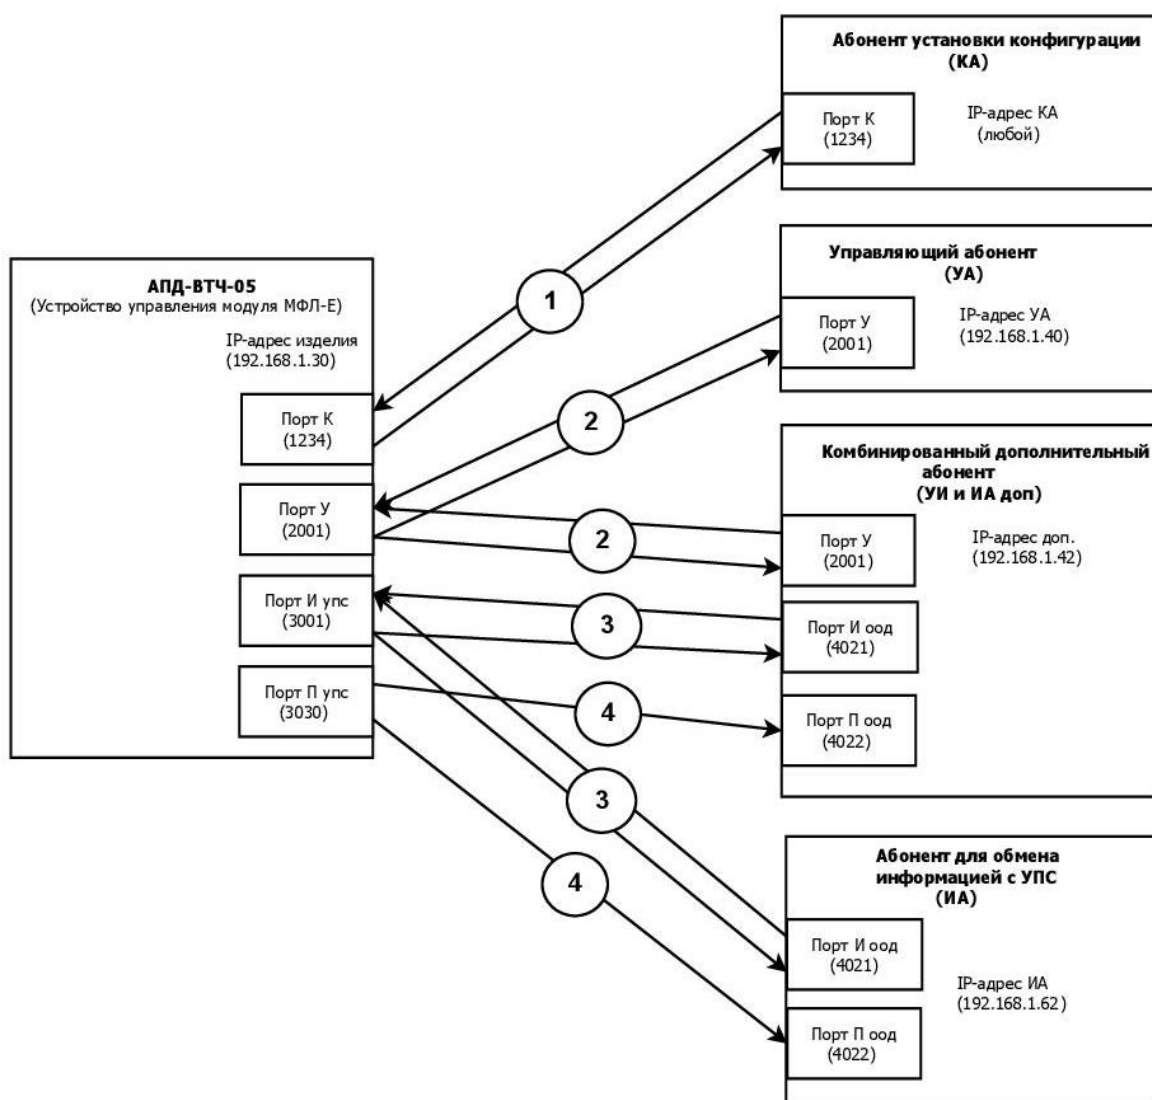 Абонент установки конфигурации
(КА)
Порт К
(1234)
IP-адрес КА
(любой)
Управляющий абонент
(УА)
Порт У
(2001)
IP-адрес УА
(192.168.1.40)
АПД-ВТЧ-05
(Устройство управления модуля МФЛ-Е)
IP-адрес изделия
(192.168.1.30)
Порт К
(1234)
Порт У
(2001)
Порт И упс
(3001)
Порт П упс
(3030)
1
2
2
3
4
3
4
Комбинированный дополнительный
абонент
(УИ и ИА доп)
Порт У
(2001)
IP-адрес доп.
(192.168.1.42)
Порт И оод
(4021)
Порт П оод
(4022)
Абонент для обмена
информацией с УПС
(ИА)
Порт И оод
(4021)
IP-адрес ИА
(192.168.1.62)
Порт П оод
(4022)